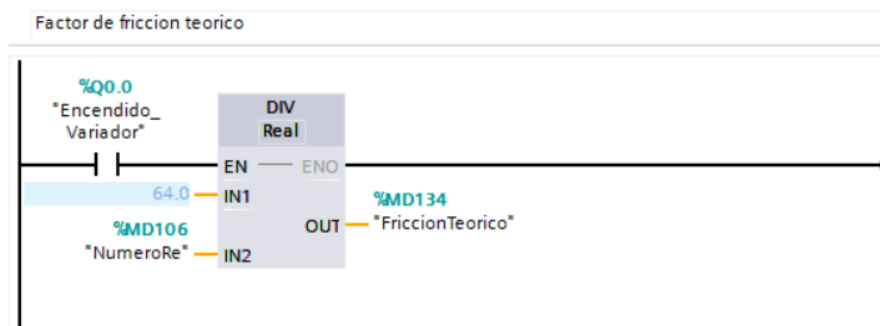 Factor de friccion teorico
%Q0.0
"Encendido_
Variador"
DIV
Real
EN
ENO
64.0
IN1
%MD134
%MD106
OUT
"FriccionTeorico"
"NumeroRe"
IN2